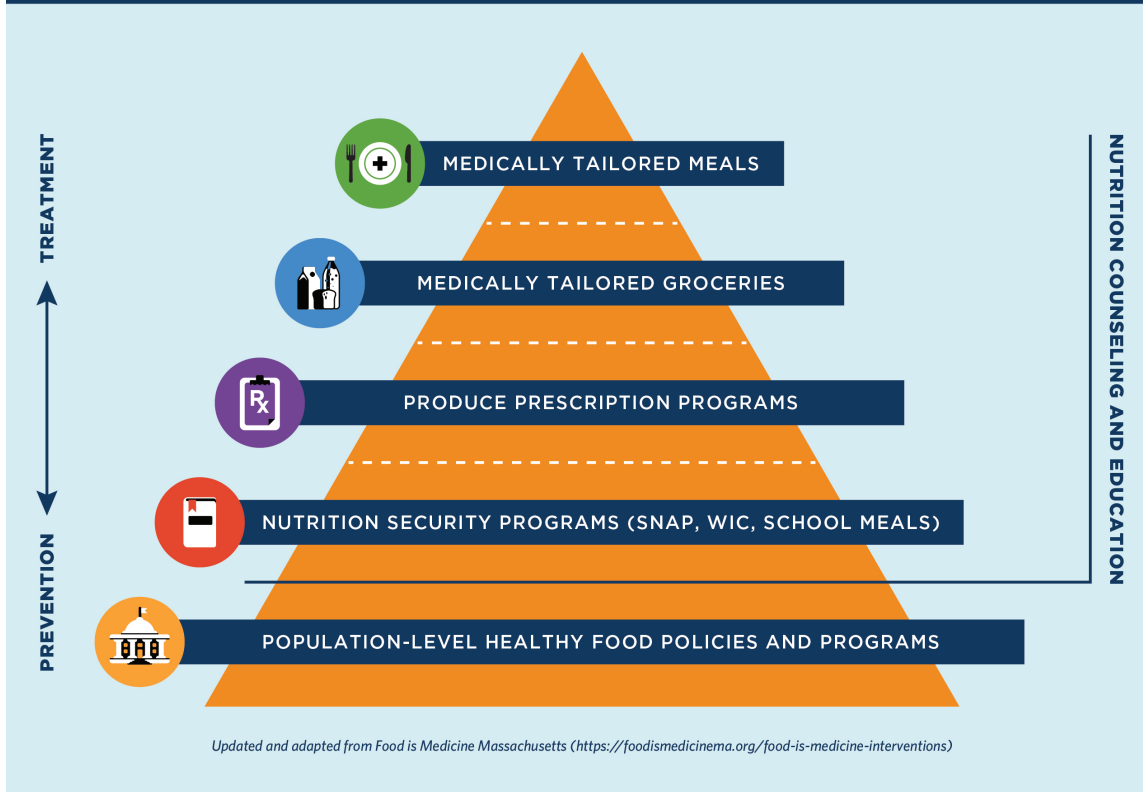 TREATMENT
PREVENTION
MEDICALLY TAILORED MEALS
MEDICALLY TAILORED GROCERIES
Rx
PRODUCE PRESCRIPTION PROGRAMS
NUTRITION SECURITY PROGRAMS (SNAP, WIC, SCHOOL MEALS)
POPULATION-LEVEL HEALTHY FOOD POLICIES AND PROGRAMS
NUTRITION COUNSELING AND EDUCATION
Updated and adapted from Food is Medicine Massachusetts (https://foodismedicinema.org/food-is-medicine-interventions)